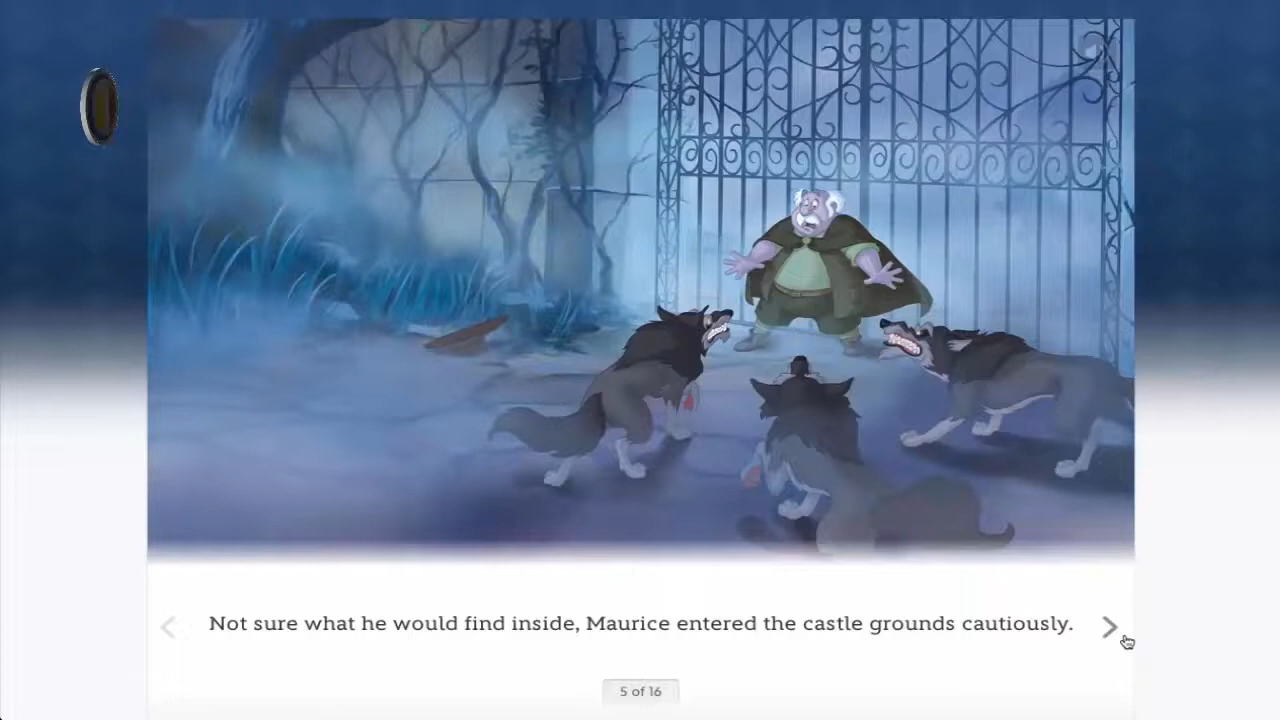 Not sure what he would find inside, Maurice entered the castle grounds cautiously.
5 of 16